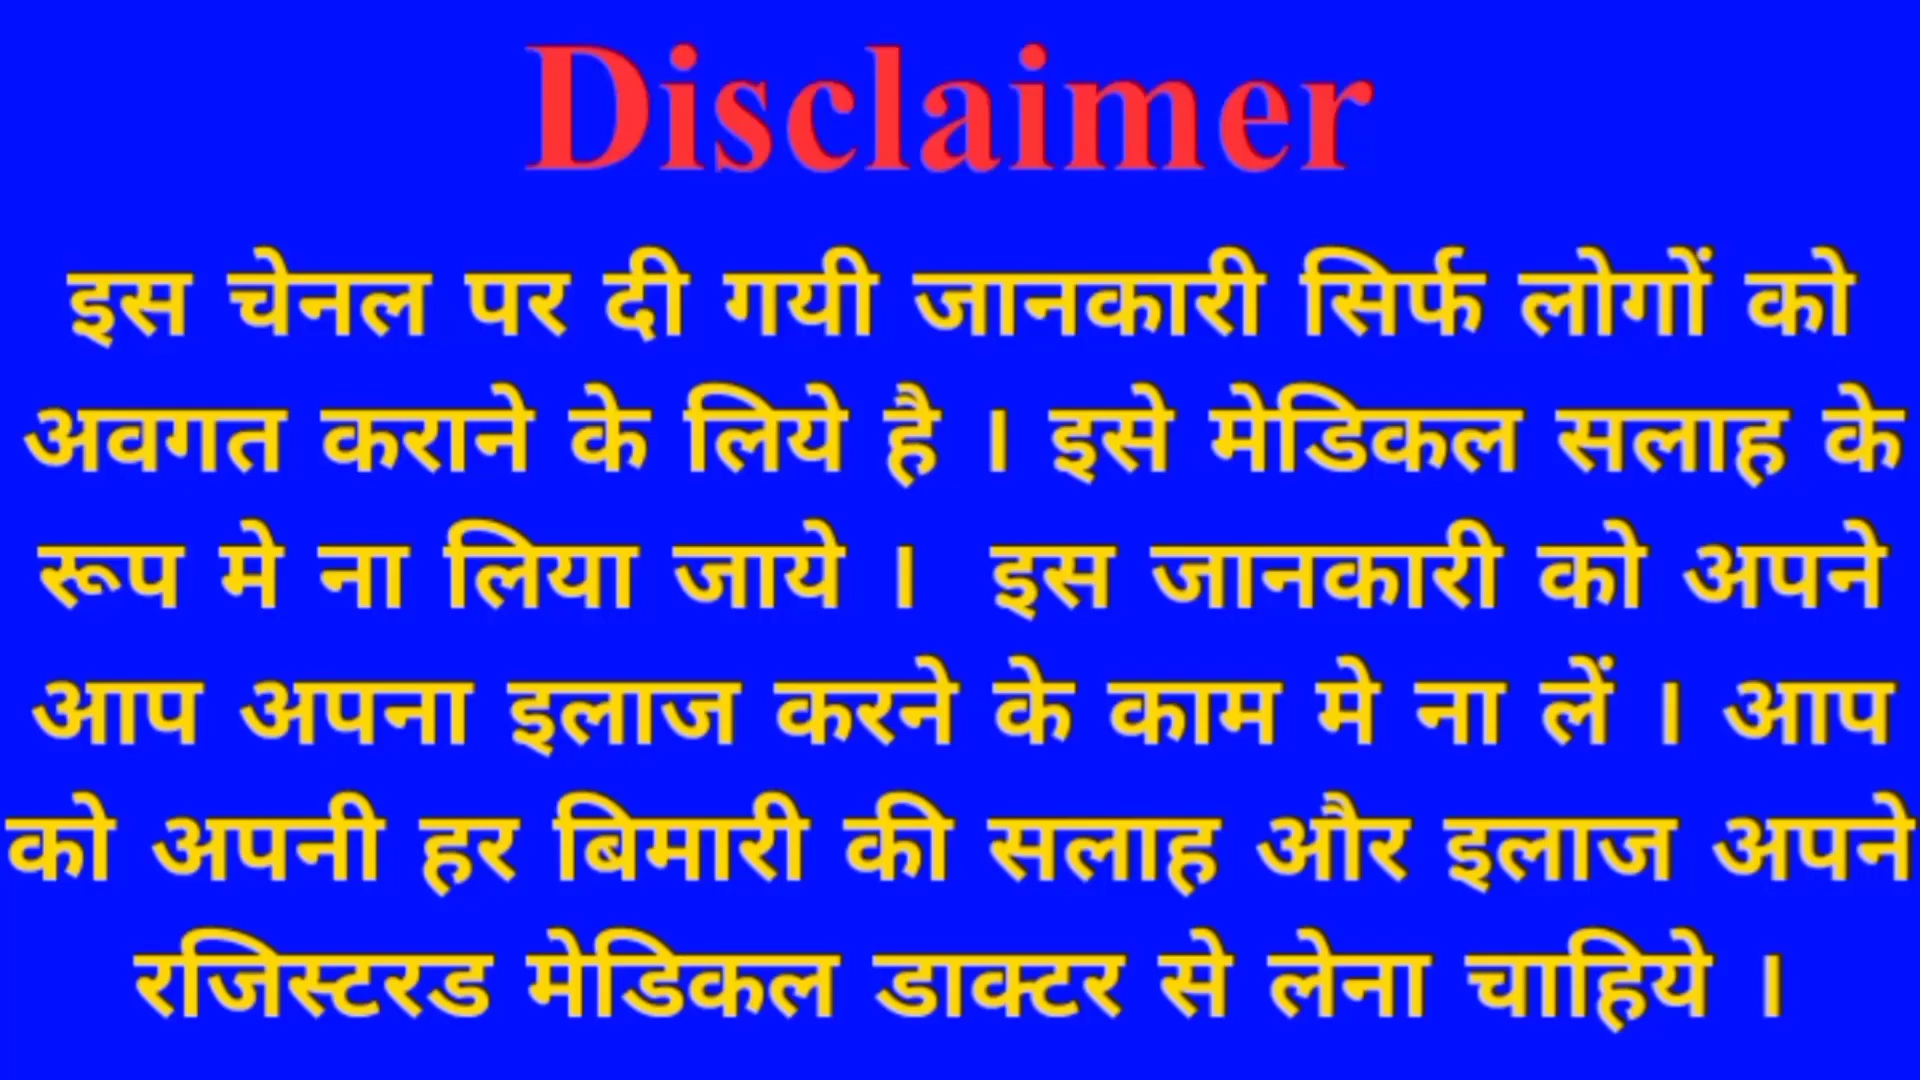 Disclaimer
इस चेनल पर दी गयी जानकारी सिर्फ लोगों को
अवगत कराने के लिये है । इसे मेडिकल सलाह के
रूप मे ना लिया जाये । इस जानकारी को अपने
आप अपना इलाज करने के काम मे ना लें । आप
को अपनी हर बिमारी की सलाह और इलाज अपने
रजिस्टरड मेडिकल डाक्टर से लेना चाहिये ।